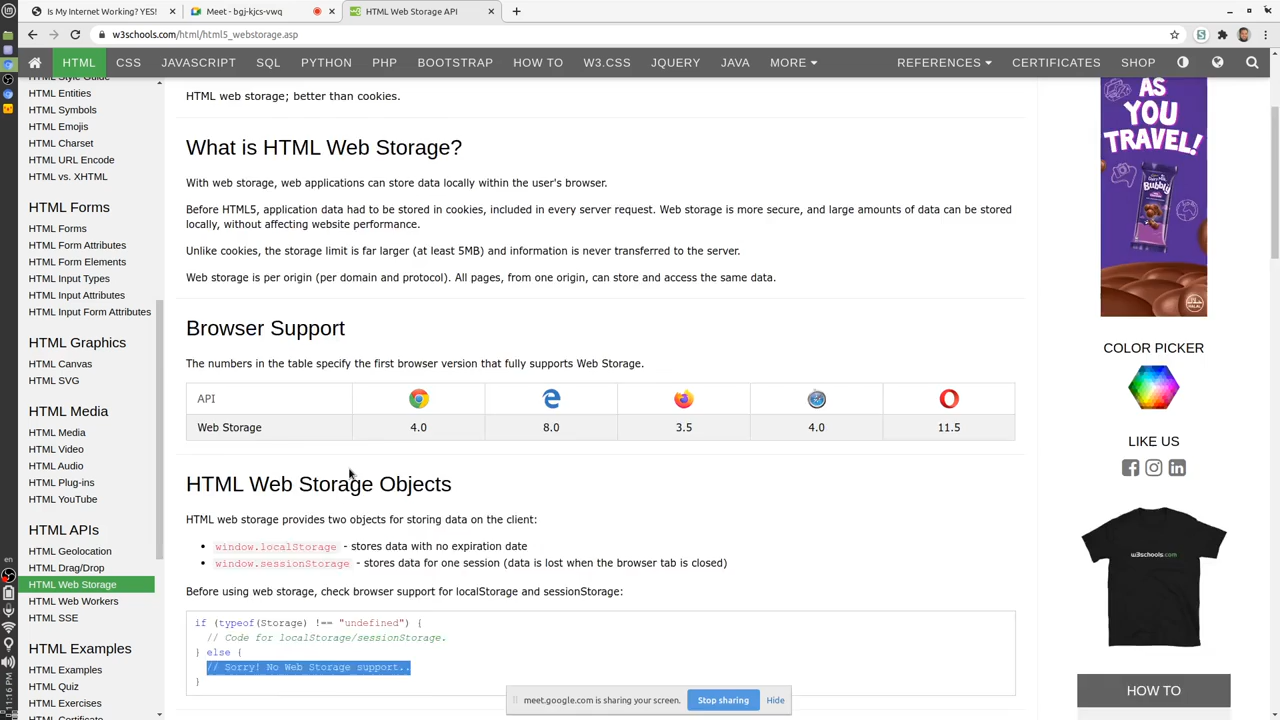 Is My Internet Working? YES!
Meet - bgj-kjcs-vwq
HTML Web Storage API
w3schools.com/html/html5_webstorage.asp
HTML
CSS
JAVASCRIPT
SQL
PYTHON
PHP
BOOTSTRAP
HOW TO
W3.CSS
JQUERY
JAVA
MORE
REFERENCES
CERTIFICATES
SHOP
HTML Style Guide
HTML Entities
HTML Symbols
HTML Emojis
HTML Charset
HTML URL Encode
HTML vs. XHTML
HTML Forms
HTML Forms
HTML Form Attributes
HTML Form Elements
HTML Input Types
HTML Input Attributes
HTML Input Form Attributes
HTML Graphics
HTML Canvas
HTML SVG
HTML Media
HTML Media
HTML Video
HTML Audio
HTML Plug-ins
HTML YouTube
HTML APIs
HTML Geolocation
HTML Drag/Drop
HTML Web Storage
HTML Web Workers
HTML SSE
HTML Examples
HTML Examples
HTML Quiz
HTML Exercises
HTML Certificate
HTML web storage; better than cookies.
What is HTML Web Storage?
With web storage, web applications can store data locally within the user's browser.
Before HTML5, application data had to be stored in cookies, included in every server request. Web storage is more secure, and large amounts of data can be stored
locally, without affecting website performance.
Unlike cookies, the storage limit is far larger (at least 5MB) and information is never transferred to the server.
Web storage is per origin (per domain and protocol). All pages, from one origin, can store and access the same data.
Browser Support
The numbers in the table specify the first browser version that fully supports Web Storage.
API
Web Storage 4.0 8.0 3.5 4.0 11.5
HTML Web Storage Objects
HTML web storage provides two objects for storing data on the client:
• window.localStorage - stores data with no expiration date
• window.sessionStorage - stores data for one session (data is lost when the browser tab is closed)
Before using web storage, check browser support for localStorage and sessionStorage:
if (typeof(Storage) !== "undefined") {
// Code for localStorage/sessionStorage.
} else {
// Sorry! No Web Storage support..
}
AS
YOU
TRAVEL!
Dairy Milk
Bubbly
COLOR PICKER
LIKE US
w3schools.com
HOW TO
meet.google.com is sharing your screen.
Stop sharing
Hide
en
11:16 PM